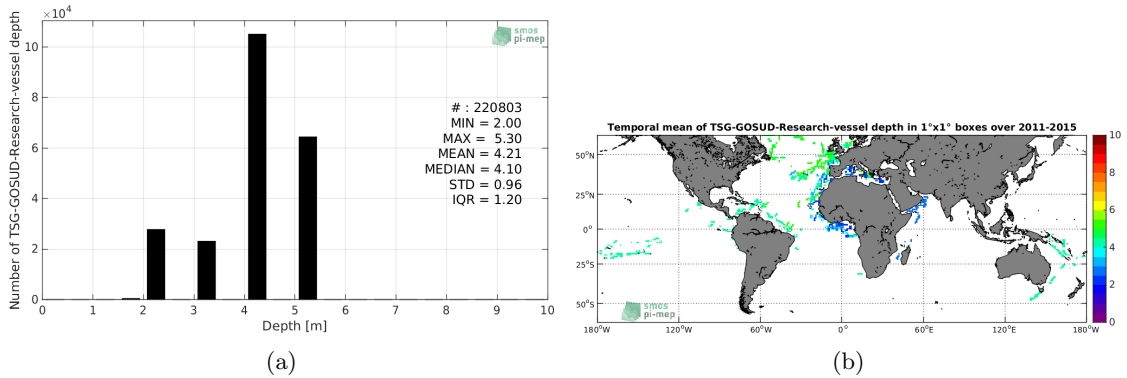 ×10⁴
Number of TSG-GOSUD-Research-vessel depth
10
8
6
4
2
0
0 1 2 3 4 5 6 7 8 9 10
Depth [m]
smos
pi-mep
# : 220803
MIN = 2.00
MAX = 5.30
MEAN = 4.21
MEDIAN = 4.10
STD = 0.96
IQR = 1.20
(a)
Temporal mean of TSG-GOSUD-Research-vessel depth in 1°x1° boxes over 2011-2015
50°N
25°N
0°
25°S
50°S
180°W 120°W 60°W 0° 60°E 120°E 180°E
smos
pi-mep
10
8
6
4
2
0
(b)